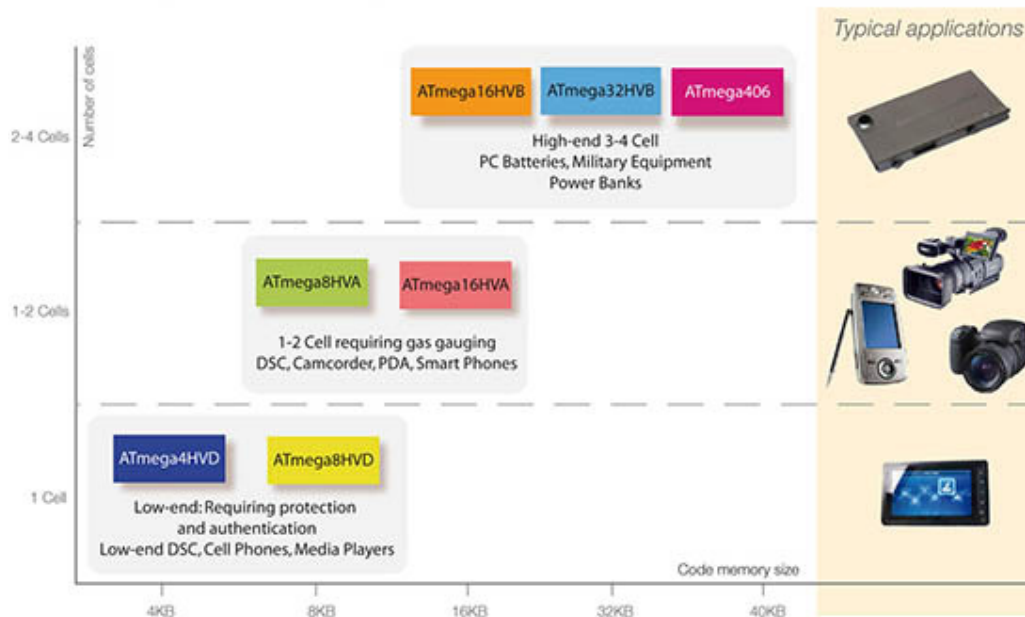 Typical applications
Number of cells
2-4 Cells
ATmega16HVB
ATmega32HVB
ATmega406
High-end 3-4 Cell
PC Batteries, Military Equipment
Power Banks
1-2 Cells
ATmega8HVA
ATmega16HVA
1-2 Cell requiring gas gauging
DSC, Camcorder, PDA, Smart Phones
1 Cell
ATmega4HVD
ATmega8HVD
Low-end: Requiring protection
and authentication
Low-end DSC, Cell Phones, Media Players
Code memory size
4KB
8KB
16KB
32KB
40KB